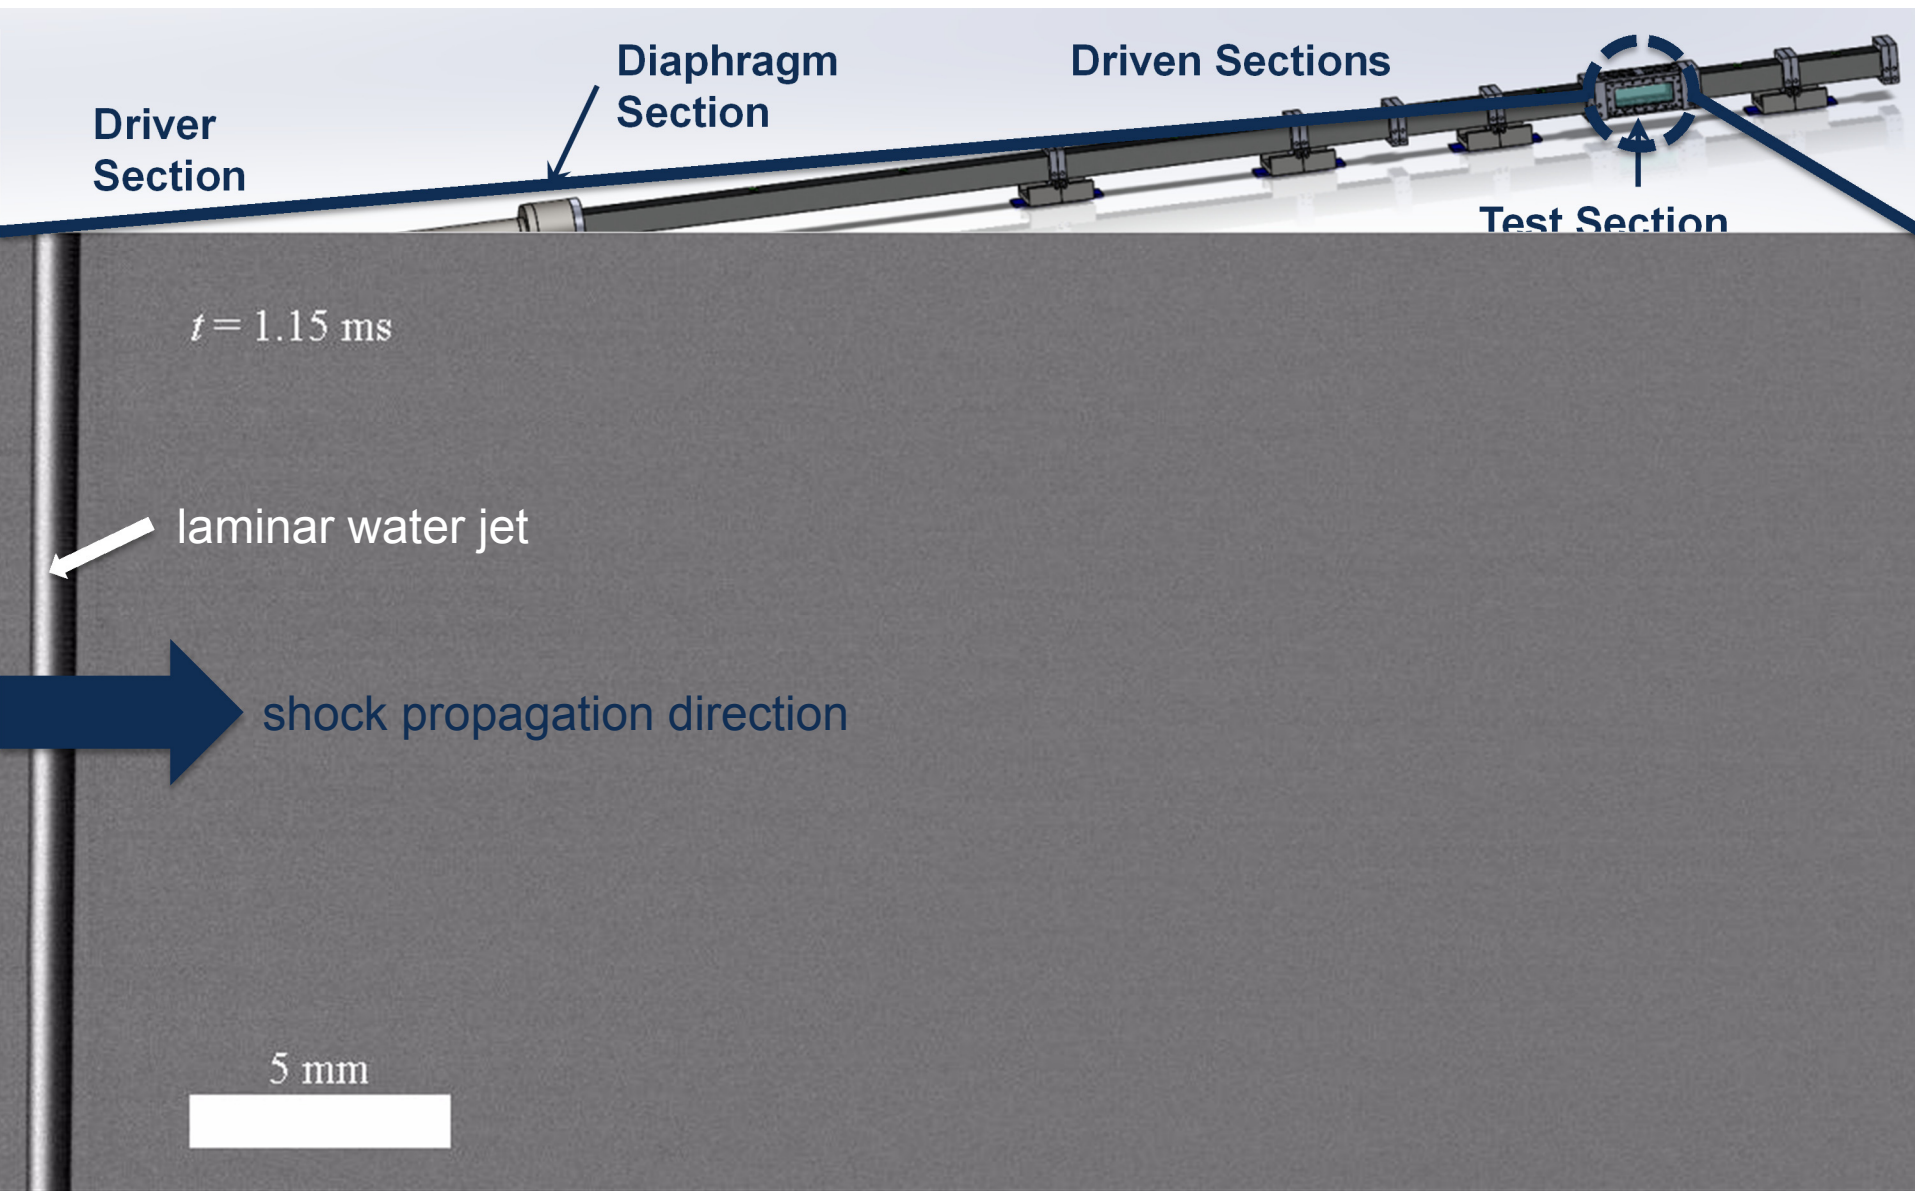 Diaphragm
Section
Driven Sections
Driver
Section
Test Section
t = 1.15 ms
laminar water jet
shock propagation direction
5 mm